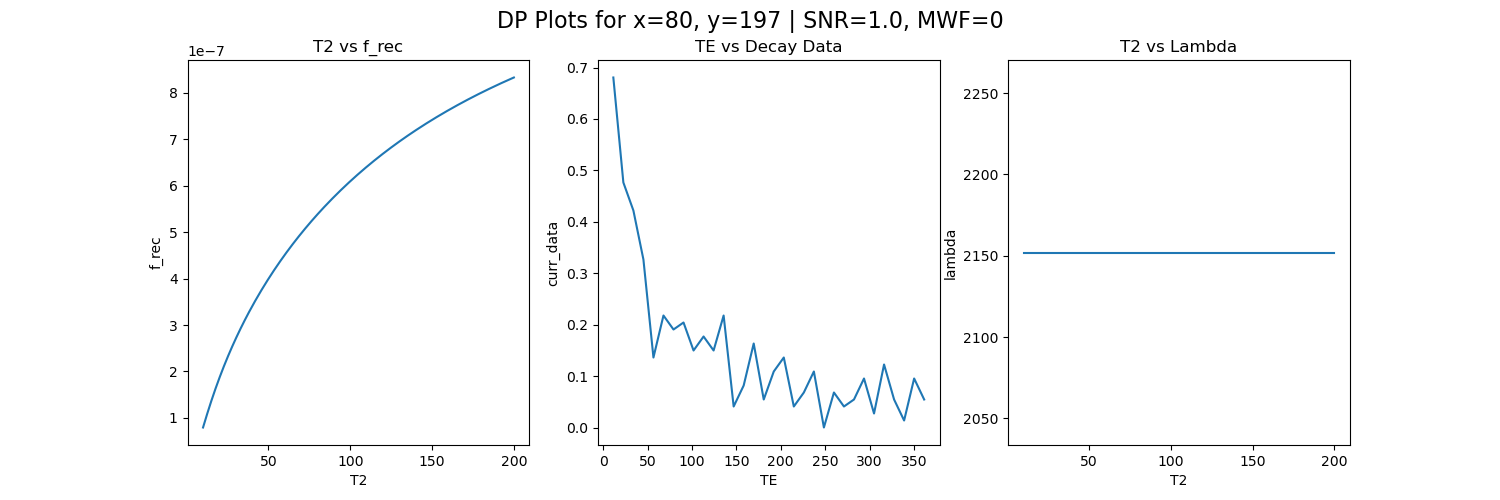 DP Plots for x=80, y=197 | SNR=1.0, MWF=0
T2 vs f_rec
1e−7
8
7
6
5
4
3
2
1
f_rec
50 100 150 200
T2
TE vs Decay Data
0.7
0.6
0.5
0.4
0.3
0.2
0.1
0.0
curr_data
0 50 100 150 200 250 300 350
TE
T2 vs Lambda
2250
2200
2150
2100
2050
lambda
50 100 150 200
T2